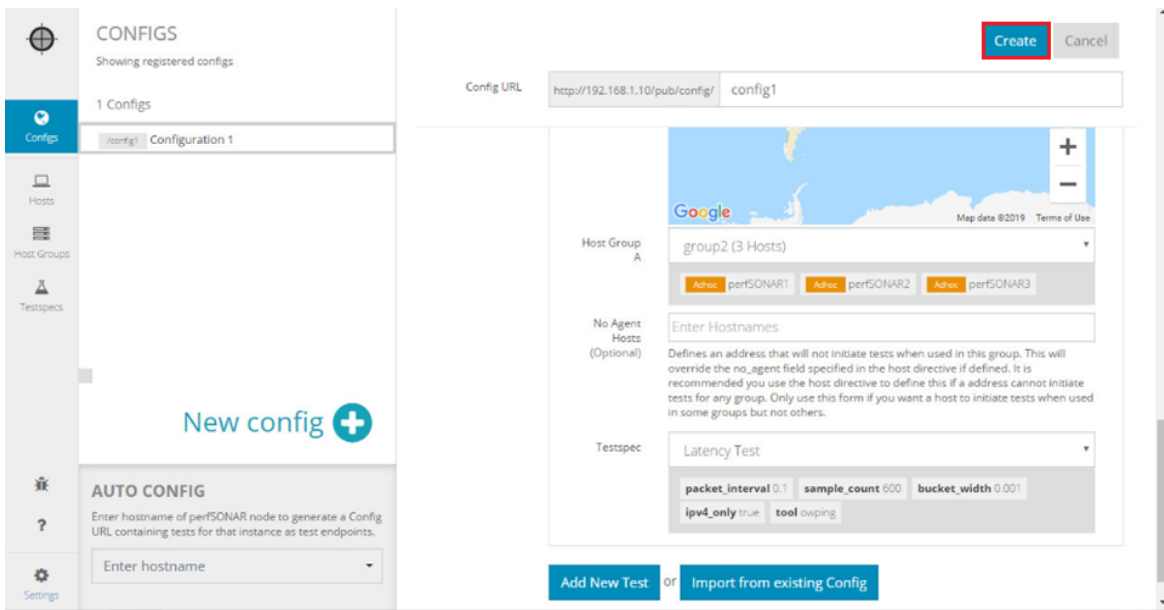 CONFIGS
Showing registered configs
1 Configs
/config1 Configuration 1
Configs
Hosts
Host Groups
Testspecs
?
Settings
New config
AUTO CONFIG
Enter hostname of perfSONAR node to generate a Config
URL containing tests for that instance as test endpoints.
Enter hostname
Create Cancel
Config URL http://192.168.1.10/pub/config/ config1
+
−
Google
Map data ©2019 Terms of Use
Host Group
A
group2 (3 Hosts)
Adhoc perfSONAR1 Adhoc perfSONAR2 Adhoc perfSONAR3
No Agent
Hosts
(Optional)
Enter Hostnames
Defines an address that will not initiate tests when used in this group. This will
override the no_agent field specified in the host directive if defined. It is
recommended you use the host directive to define this if a address cannot initiate
tests for any group. Only use this form if you want a host to initiate tests when used
in some groups but not others.
Testspec Latency Test
packet_interval 0.1 sample_count 600 bucket_width 0.001
ipv4_only true tool owping
Add New Test or Import from existing Config